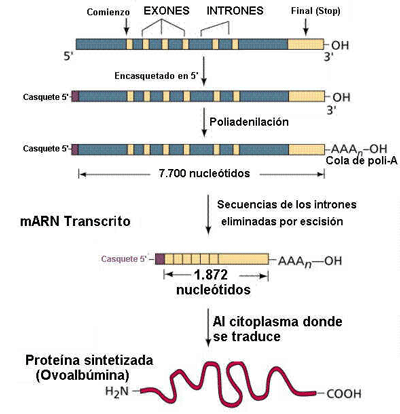 Comienzo EXONES INTRONES Final (Stop)
5' OH
3'
Encasquetado en 5'
Casquete 5' OH
3'
Poliadenilación
Casquete 5' AAAn–OH
Cola de poli-A
7.700 nucleótidos
Secuencias de los intrones
eliminadas por escisión
mARN Transcrito
Casquete 5' AAAn—OH
1.872
nucleótidos
Al citoplasma donde
se traduce
Proteína sintetizada
(Ovoalbúmina)
H2N COOH